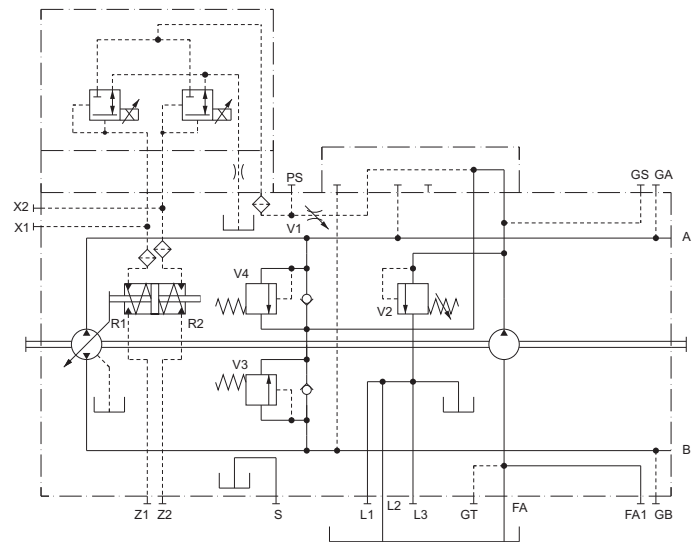 PS
GS GA
X2
X1
V1
A
V4
V2
R1 R2
V3
B
Z1 Z2 S L1 L2 L3 GT FA FA1 GB